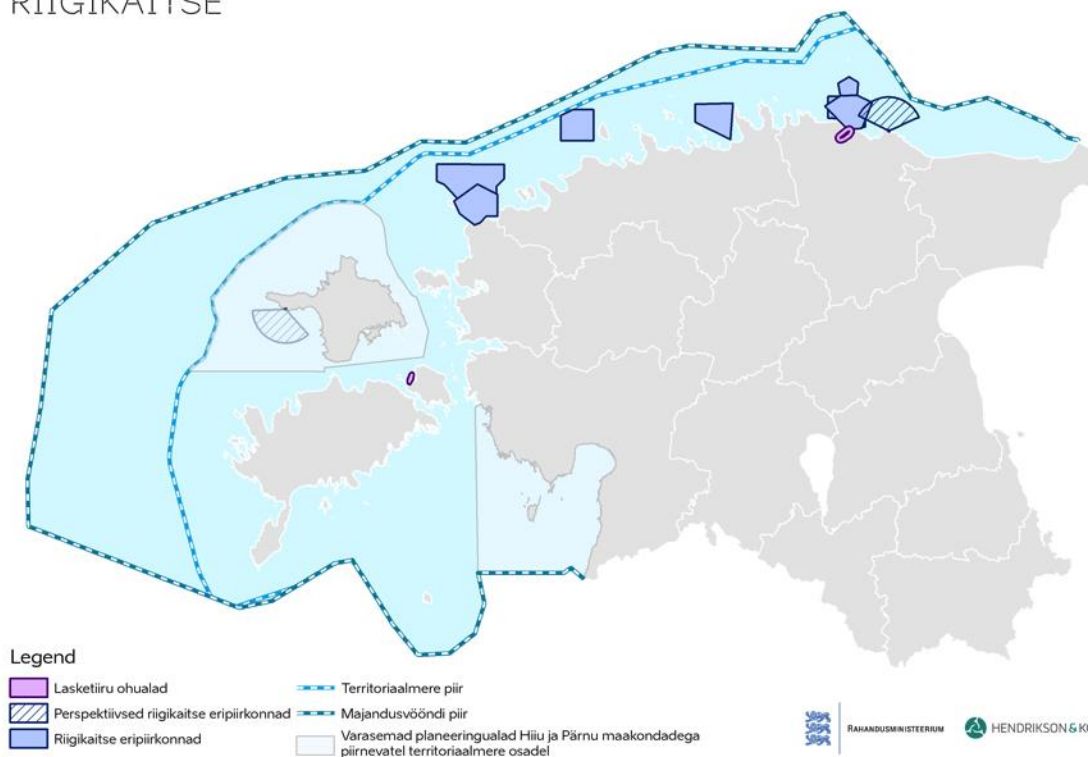 RIIGIKAITSE
Legend
Lasketiiru ohualad
Perspektiivsed riigikaitse eripiirkonnad
Riigikaitse eripiirkonnad
Territoriaalmere piir
Majandusvööndi piir
Varasemad planeeringualad Hiiu ja Pärnu maakondadega
piirnevatel territoriaalmere osadel
RAHANDUSMINISTEERIUM
HENDRIKSON & KO